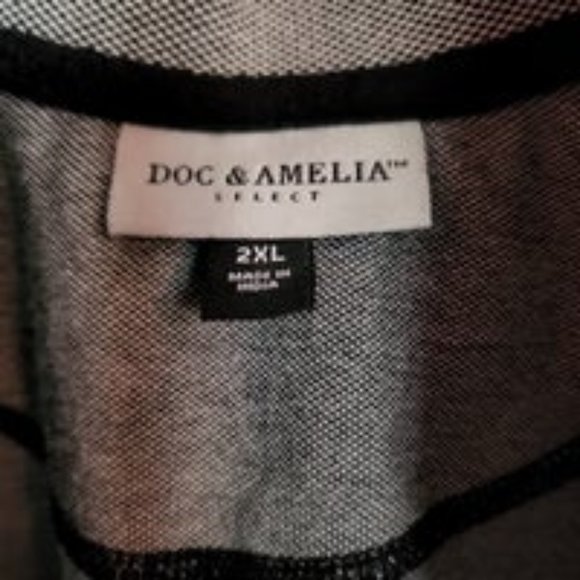 DOC & AMELIA™
SELECT
2XL
MADE IN
INDIA